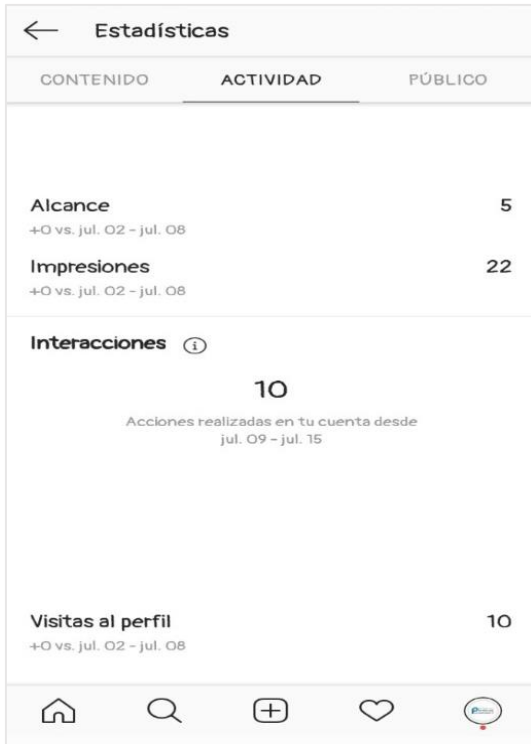 Estadísticas
CONTENIDO ACTIVIDAD PÚBLICO
Alcance 5
+0 vs. jul. 02 - jul. 08
Impresiones 22
+0 vs. jul. 02 - jul. 08
Interacciones
10
Acciones realizadas en tu cuenta desde
jul. 09 - jul. 15
Visitas al perfil 10
+0 vs. jul. 02 - jul. 08